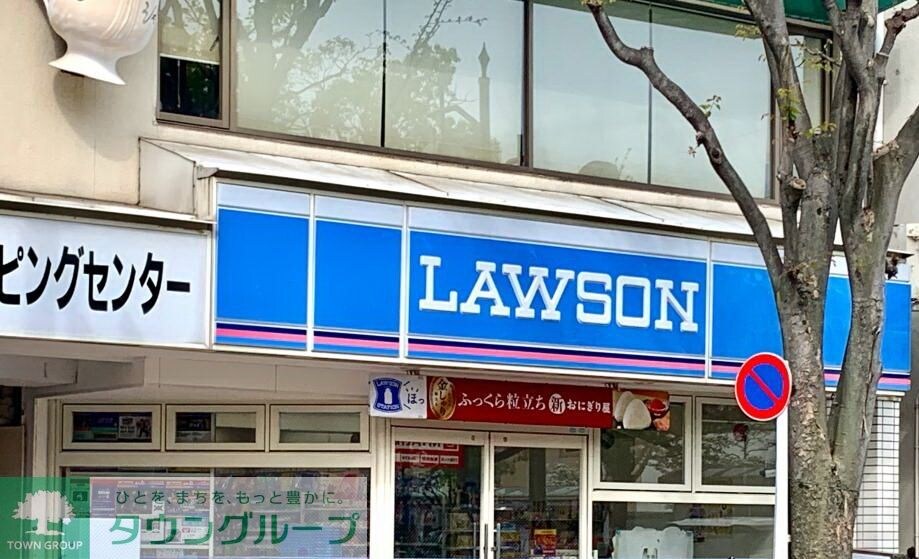 ピングセンター
LAWSON
LAWSON
STATION
ほっ
金しゃり
ふっくら粒立ち 新 おにぎり屋
ひとを、まちを、もっと豊かに。
タウングループ
TOWN GROUP